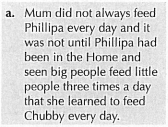 a. Mum did not always feed
Phillipa every day and it
was not until Phillipa had
been in the Home and
seen big people feed little
people three times a day
that she learned to feed
Chubby every day.